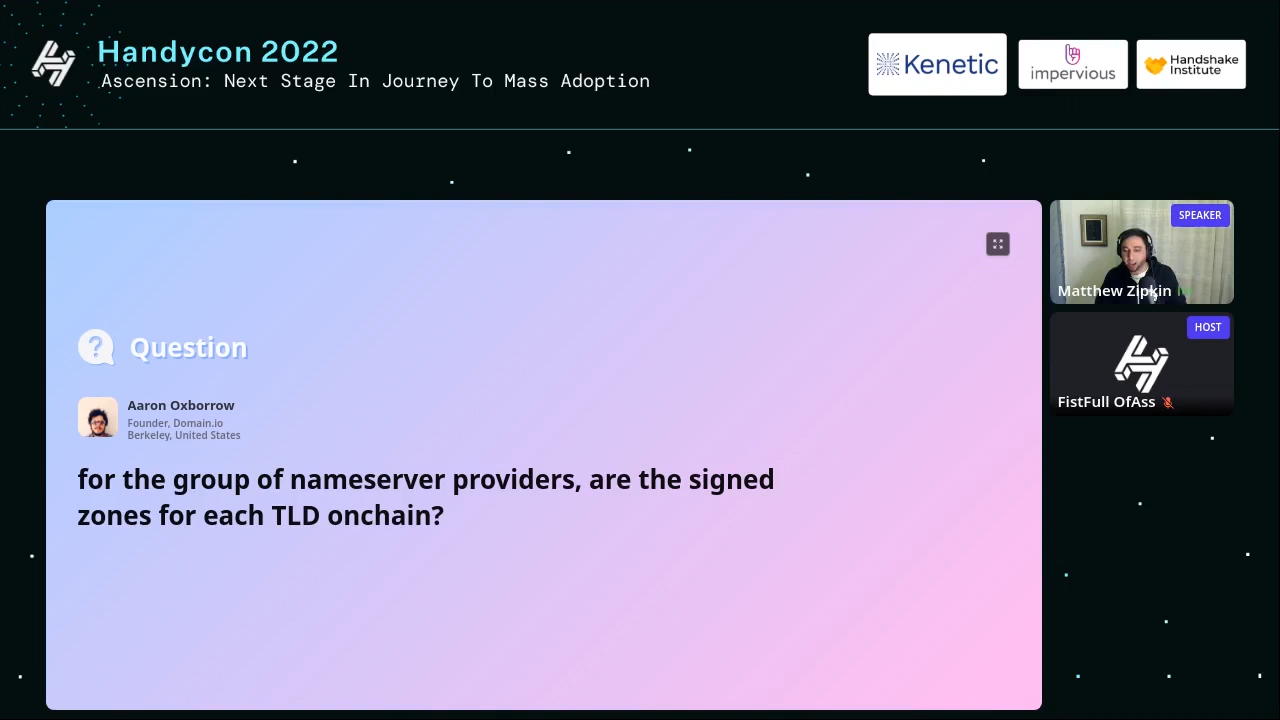 Handycon 2022
Ascension: Next Stage In Journey To Mass Adoption
Kenetic
impervious
Handshake
Institute
SPEAKER
Matthew Zipkin
HOST
FistFull OfAss
Question
Aaron Oxborrow
Founder, Domain.io
Berkeley, United States
for the group of nameserver providers, are the signed
zones for each TLD onchain?